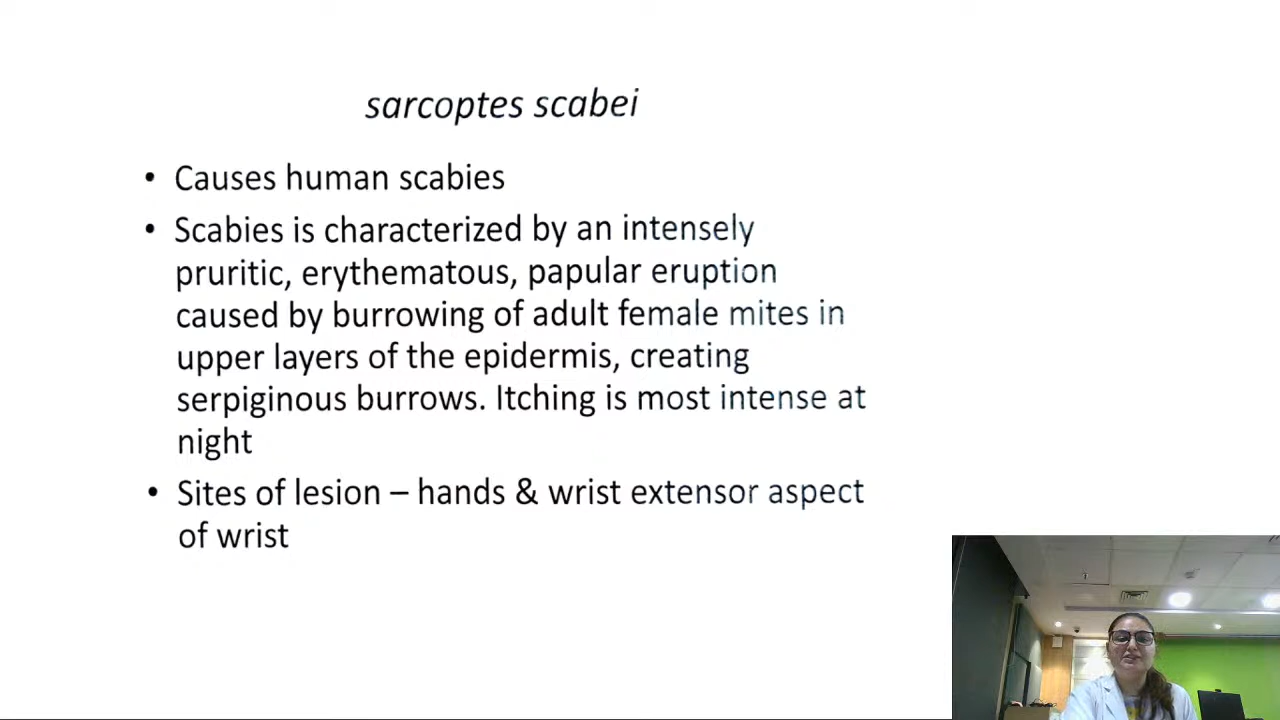 sarcoptes scabei
• Causes human scabies
• Scabies is characterized by an intensely
pruritic, erythematous, papular eruption
caused by burrowing of adult female mites in
upper layers of the epidermis, creating
serpiginous burrows. Itching is most intense at
night
• Sites of lesion – hands & wrist extensor aspect
of wrist